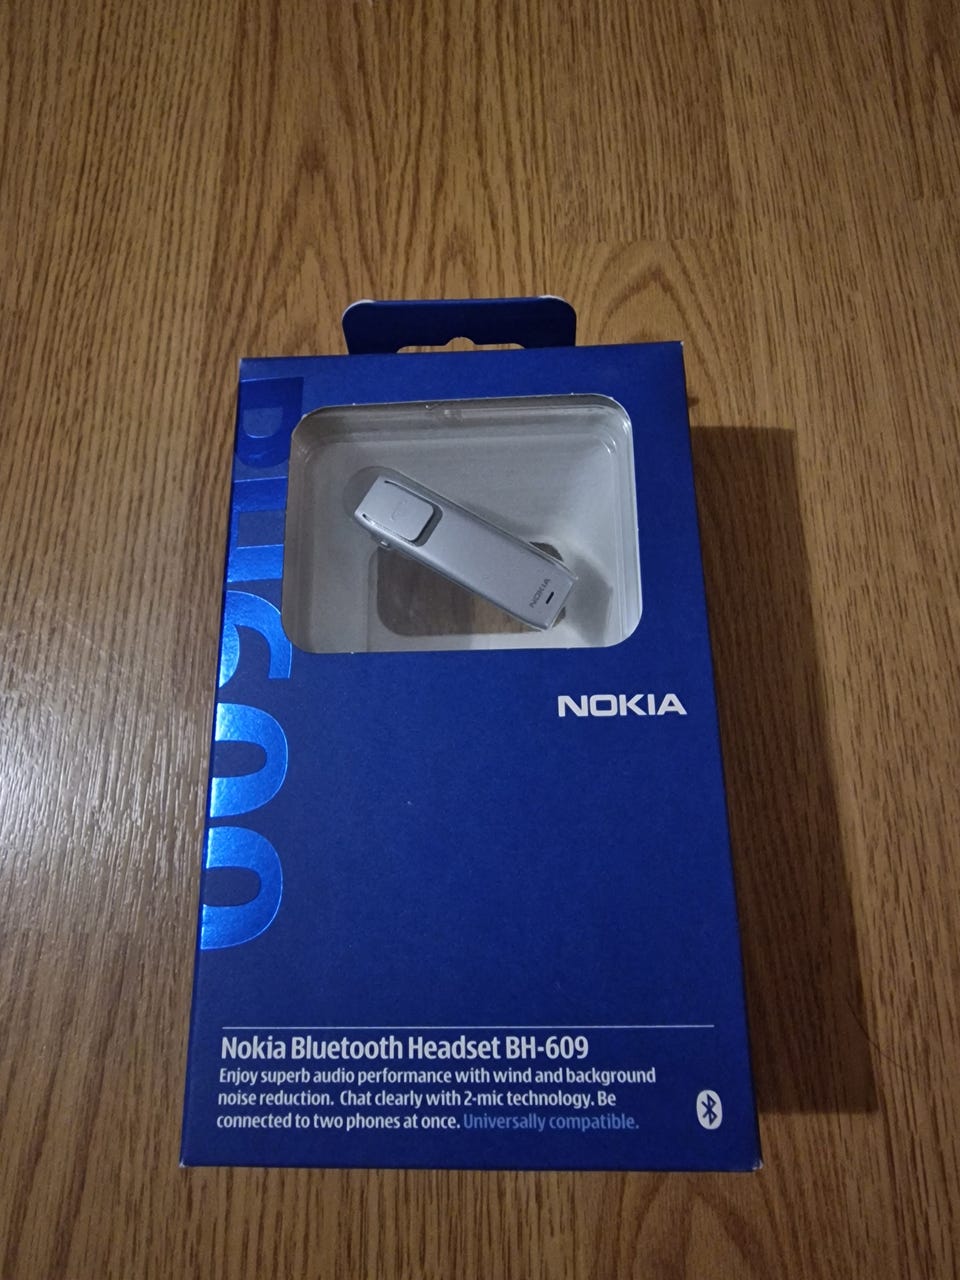 NOKIA
NOKIA
Nokia Bluetooth Headset BH-609
Enjoy superb audio performance with wind and background
noise reduction. Chat clearly with 2-mic technology. Be
connected to two phones at once. Universally compatible.